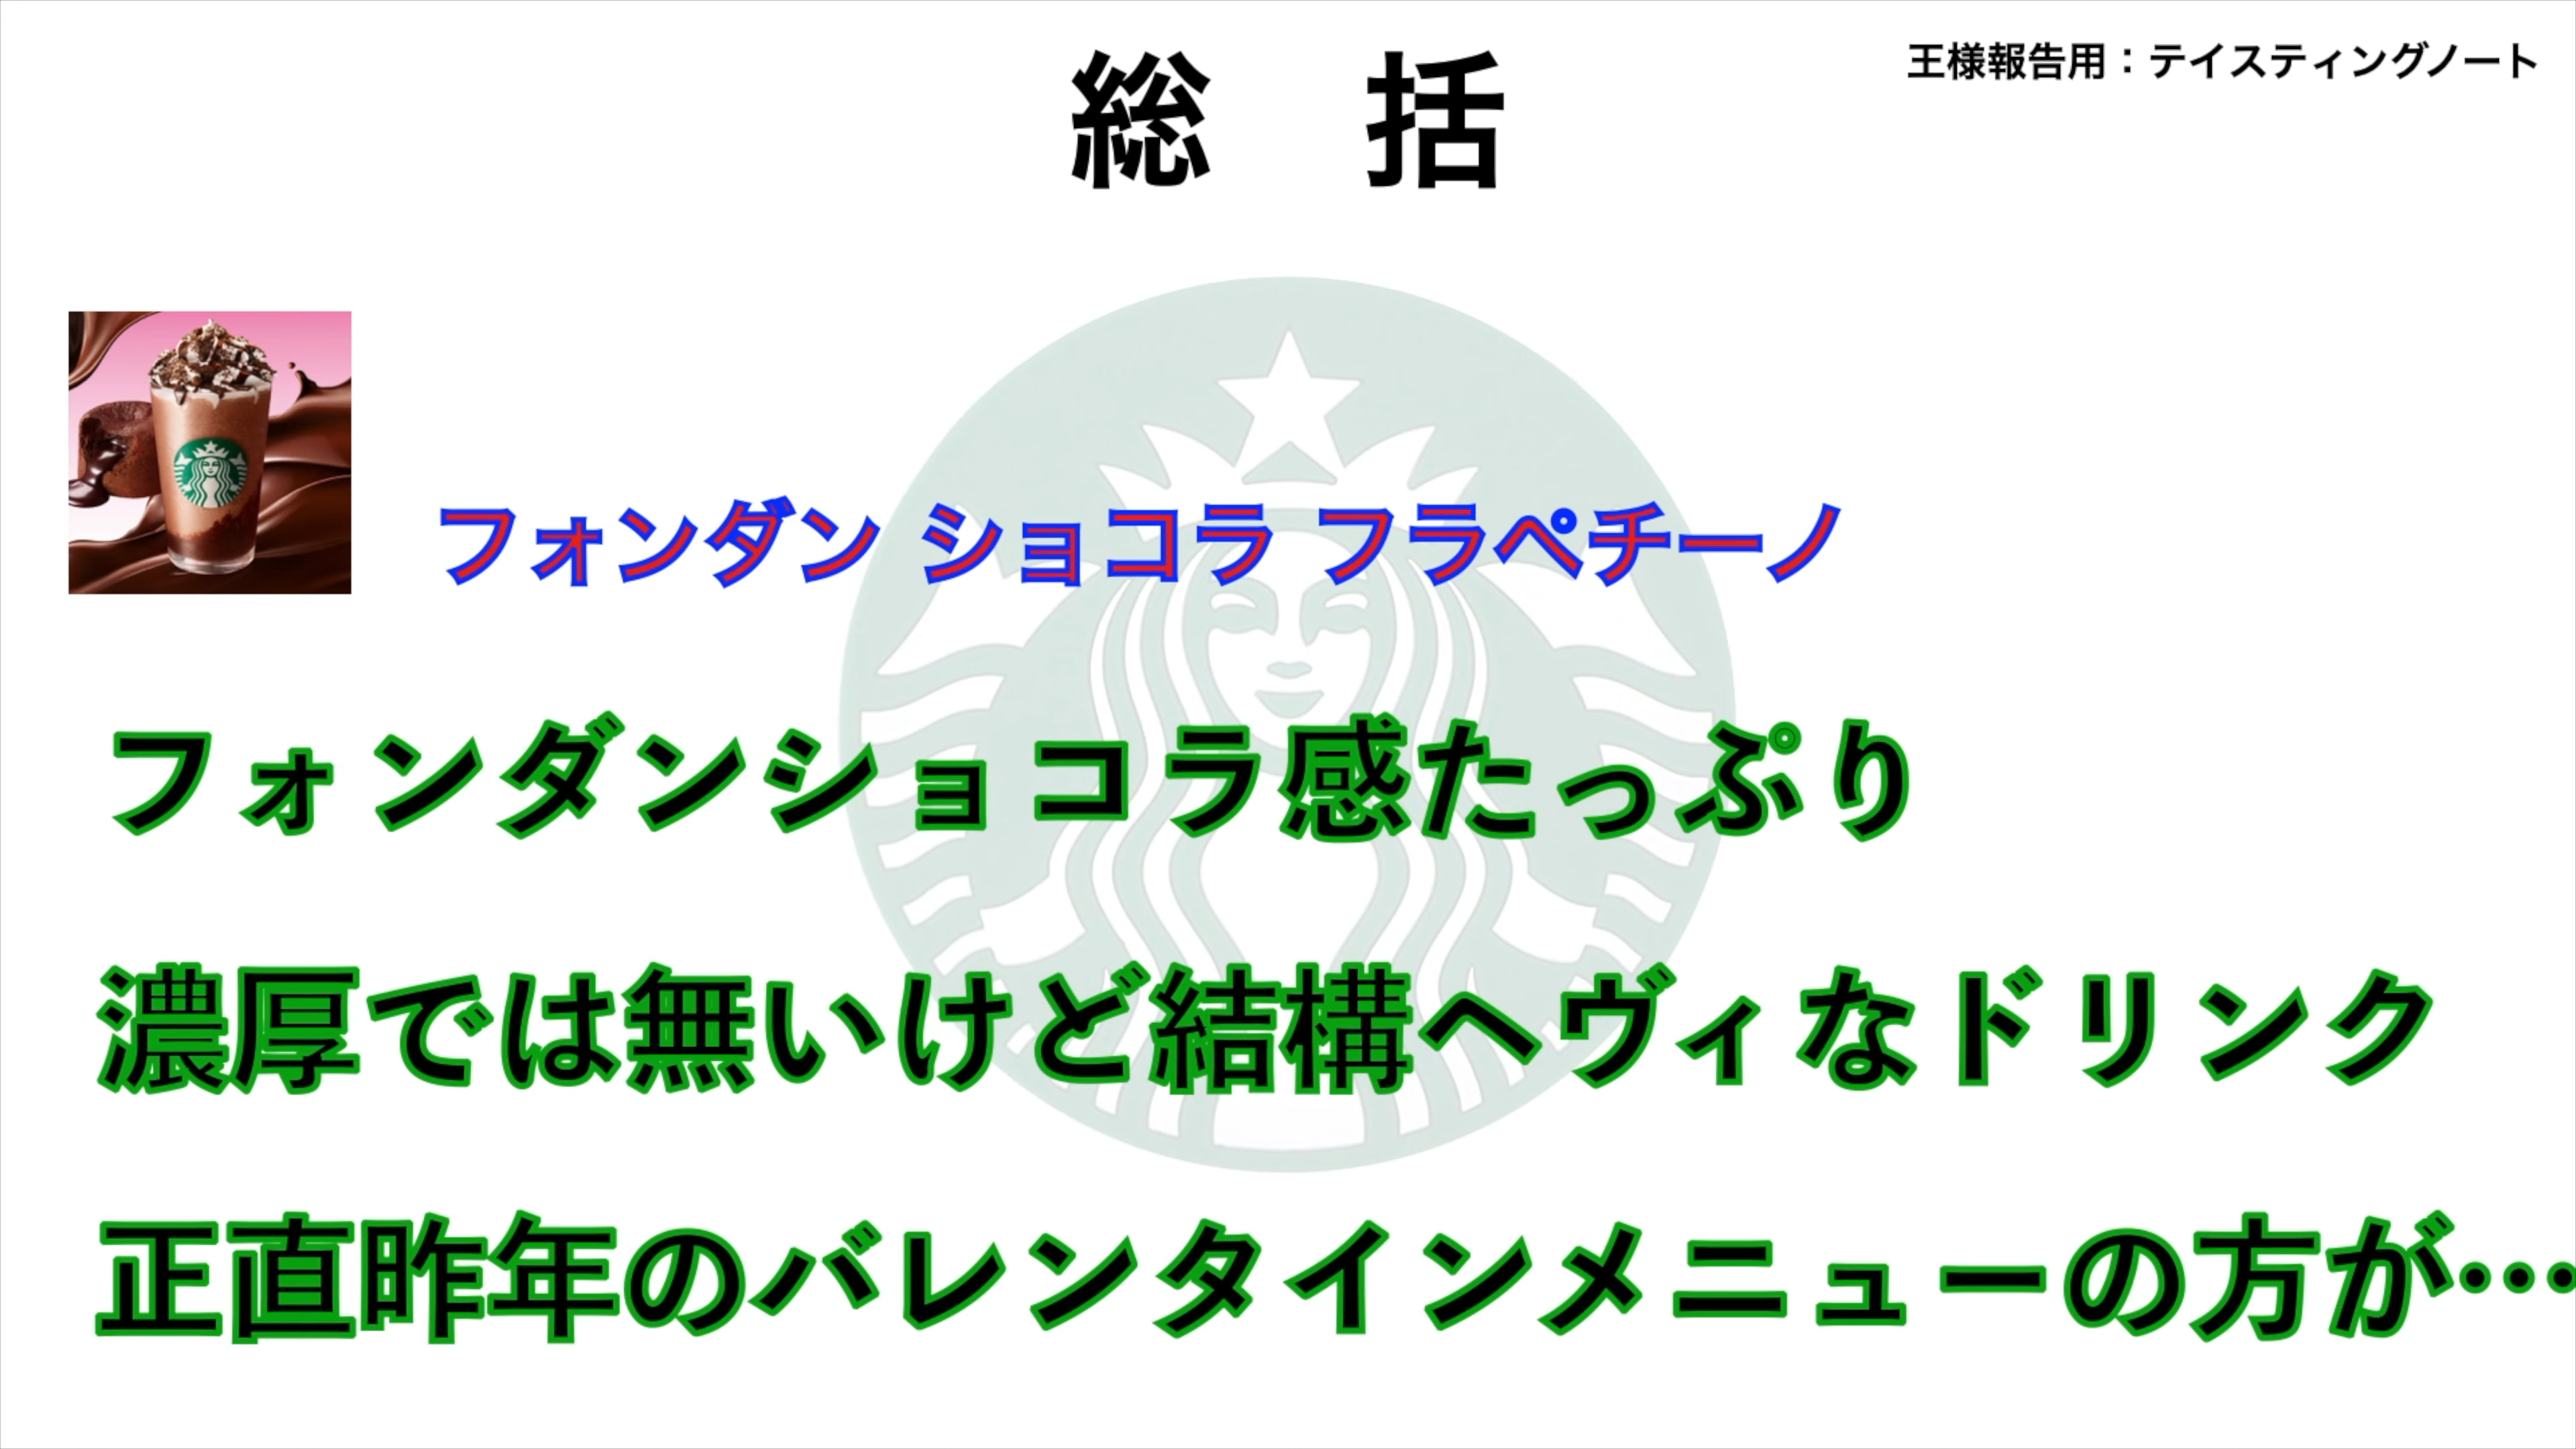 王様報告用：テイスティングノート
総　括
フォンダン ショコラ フラペチーノ
フォンダンショコラ感たっぷり
濃厚では無いけど結構ヘヴィなドリンク
正直昨年のバレンタインメニューの方が…